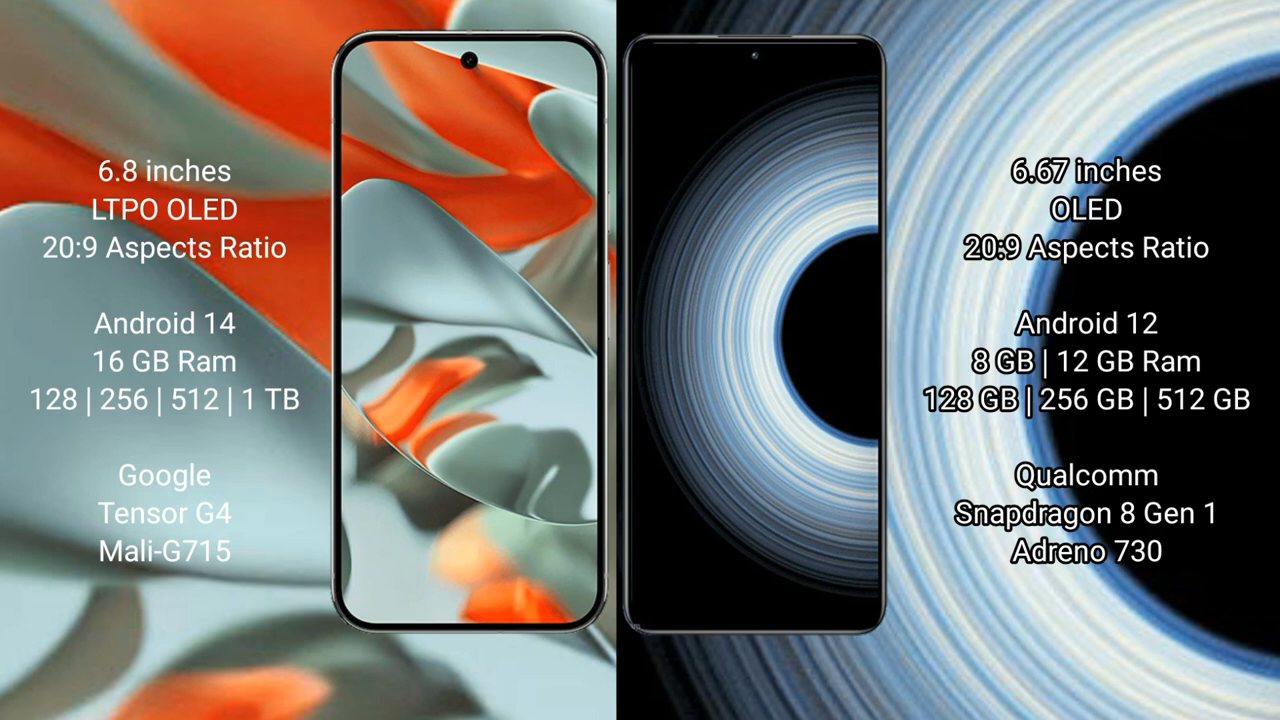 6.8 inches
LTPO OLED
20:9 Aspects Ratio
Android 14
16 GB Ram
128 | 256 | 512 | 1 TB
Google
Tensor G4
Mali-G715
6.67 inches
OLED
20:9 Aspects Ratio
Android 12
8 GB | 12 GB Ram
128 GB | 256 GB | 512 GB
Qualcomm
Snapdragon 8 Gen 1
Adreno 730